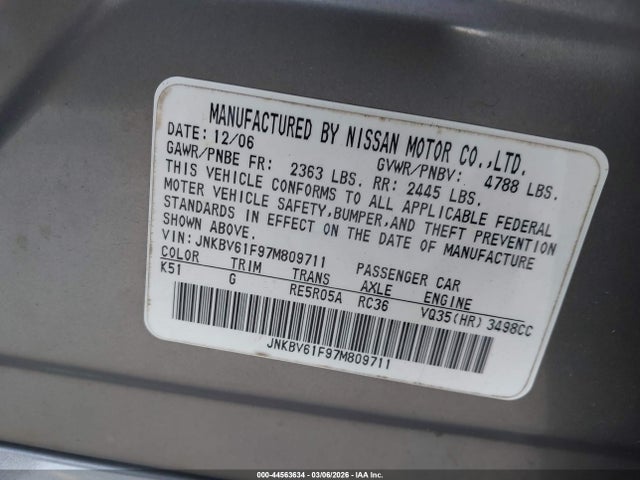 MANUFACTURED BY NISSAN MOTOR CO.,LTD.
DATE: 12/06
GAWR/PNBE FR: 2363 LBS. GVWR/PNBV: 4788 LBS.
RR: 2445 LBS.
THIS VEHICLE CONFORMS TO ALL APPLICABLE FEDERAL
MOTER VEHICLE SAFETY,BUMPER,AND THEFT PREVENTION
STANDARDS IN EFFECT ON THE DATE OF MANUFACTURE
SHOWN ABOVE.
VIN: JNKBV61F97M809711 PASSENGER CAR
COLOR TRIM TRANS AXLE ENGINE
K51 G RE5R05A RC36 VQ35(HR) 3498CC
JNKBV61F97M809711
000-44563634 | 03/06/2026 | IAA Inc.